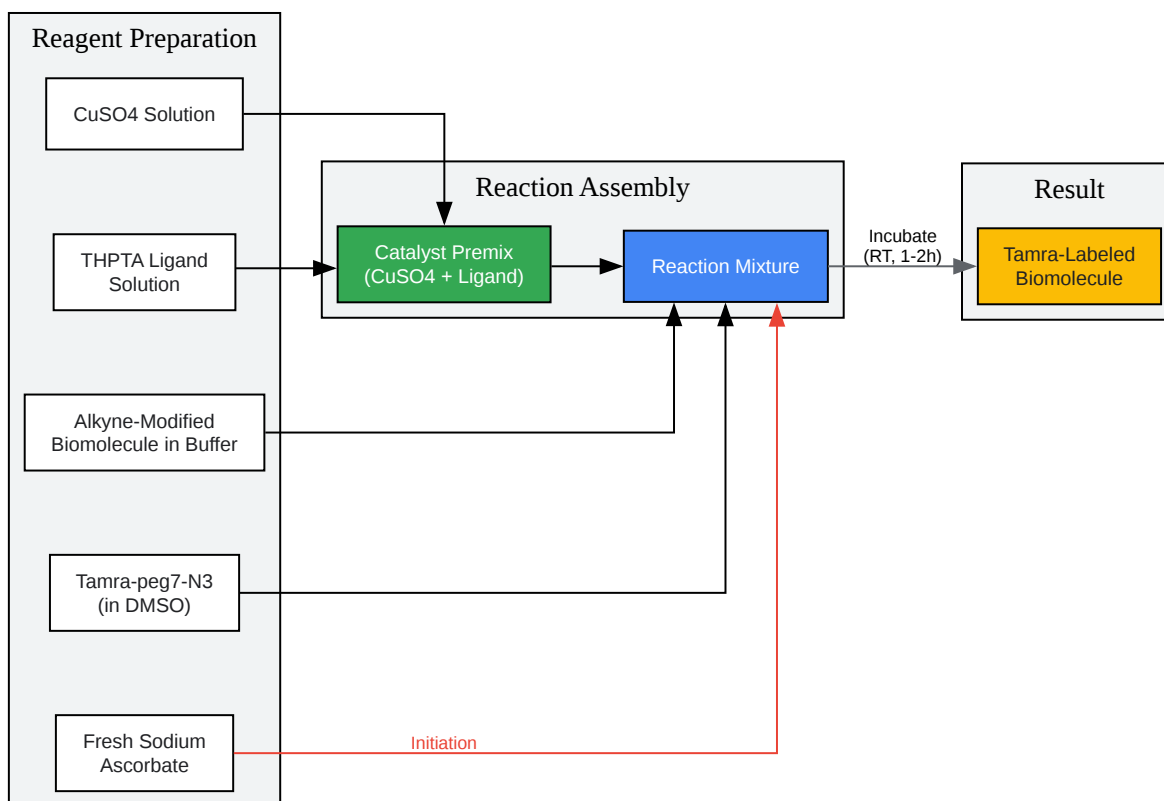 Reagent Preparation
CuSO4 Solution
THPTA Ligand
Solution
Alkyne-Modified
Biomolecule in Buffer
Tamra-peg7-N3
(in DMSO)
Fresh Sodium
Ascorbate
Initiation
Reaction Assembly
Catalyst Premix
(CuSO4 + Ligand)
Reaction Mixture
Incubate
(RT, 1-2h)
Result
Tamra-Labeled
Biomolecule